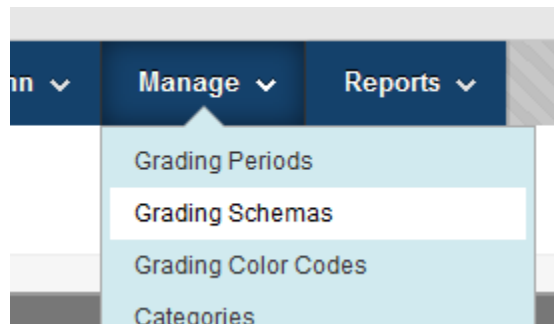 Manage
Reports
Grading Periods
Grading Schemas
Grading Color Codes
Categories